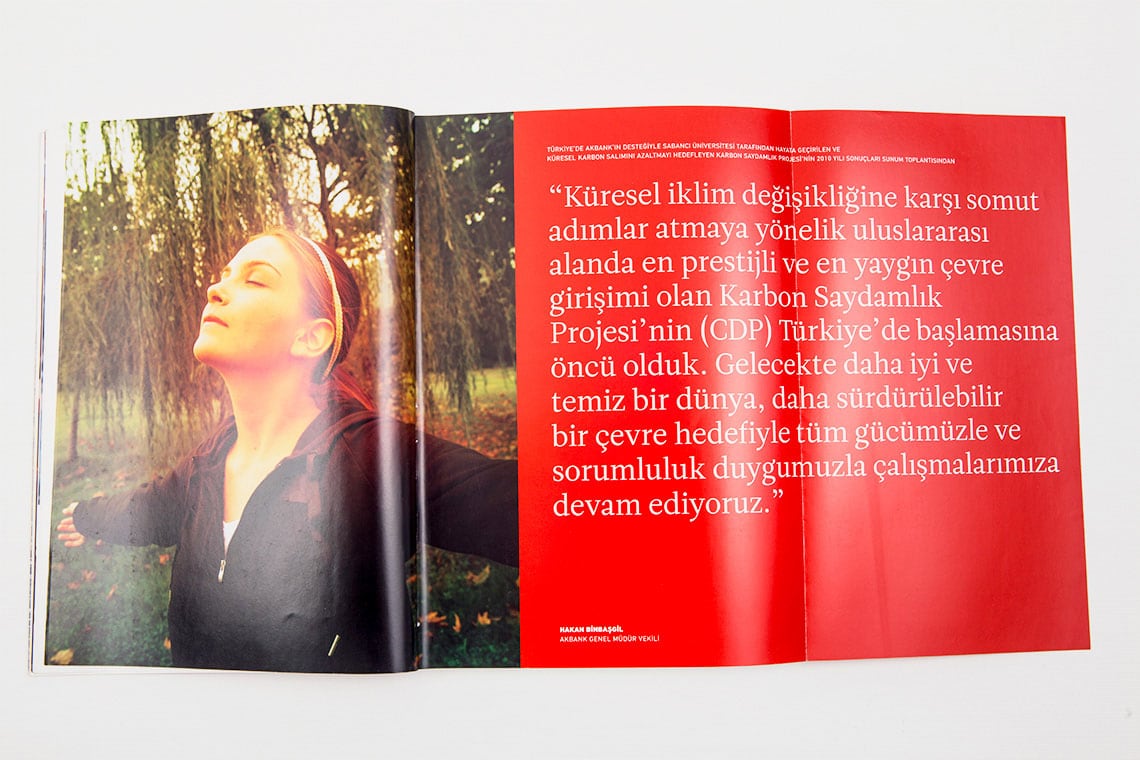 TÜRKİYE'DE AKBANK'IN DESTEĞİYLE SABANCI ÜNİVERSİTESİ TARAFINDAN HAYATA GEÇİRİLEN VE
KÜRESEL KARBON SALIMINI AZALTMAYI HEDEFLEYEN KARBON SAYDAMLIK PROJESİ'NİN 2010 YILI SONUÇLARI SUNUM TOPLANTISINDAN
“Küresel iklim değişikliğine karşı somut
adımlar atmaya yönelik uluslararası
alanda en prestijli ve en yaygın çevre
girişimi olan Karbon Saydamlık
Projesi’nin (CDP) Türkiye’de başlamasına
öncü olduk. Gelecekte daha iyi ve
temiz bir dünya, daha sürdürülebilir
bir çevre hedefiyle tüm gücümüzle ve
sorumluluk duygumuzla çalışmalarımıza
devam ediyoruz.”
HAKAN BİNBAŞGİL
AKBANK GENEL MÜDÜR VEKİLİ